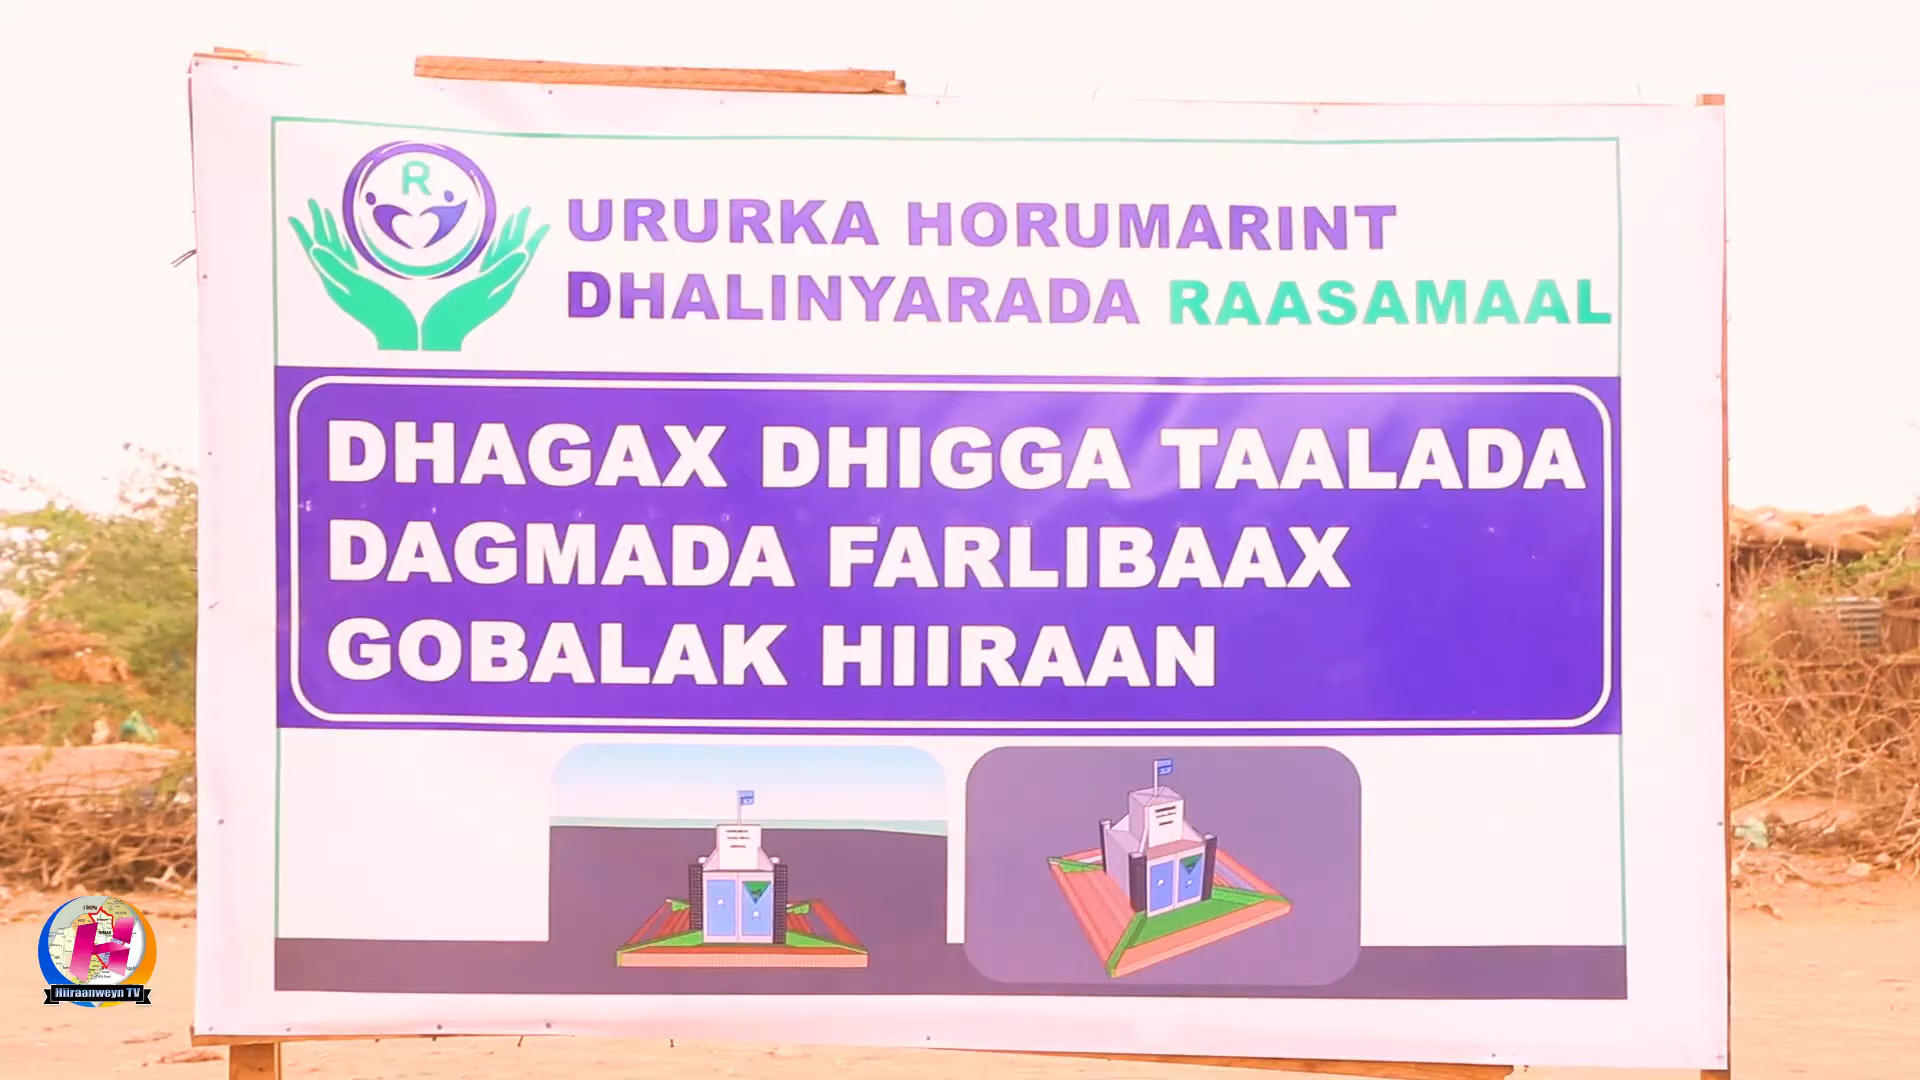 R
URURKA HORUMARINT
DHALINYARADA RAASAMAAL
DHAGAX DHIGGA TAALADA
DAGMADA FARLIBAAX
GOBALAK HIIRAAN
H
Hiiraanweyn TV